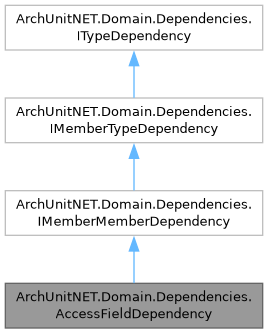 ArchUnitNET.Domain.Dependencies.
ITypeDependency
ArchUnitNET.Domain.Dependencies.
IMemberTypeDependency
ArchUnitNET.Domain.Dependencies.
IMemberMemberDependency
ArchUnitNET.Domain.Dependencies.
AccessFieldDependency